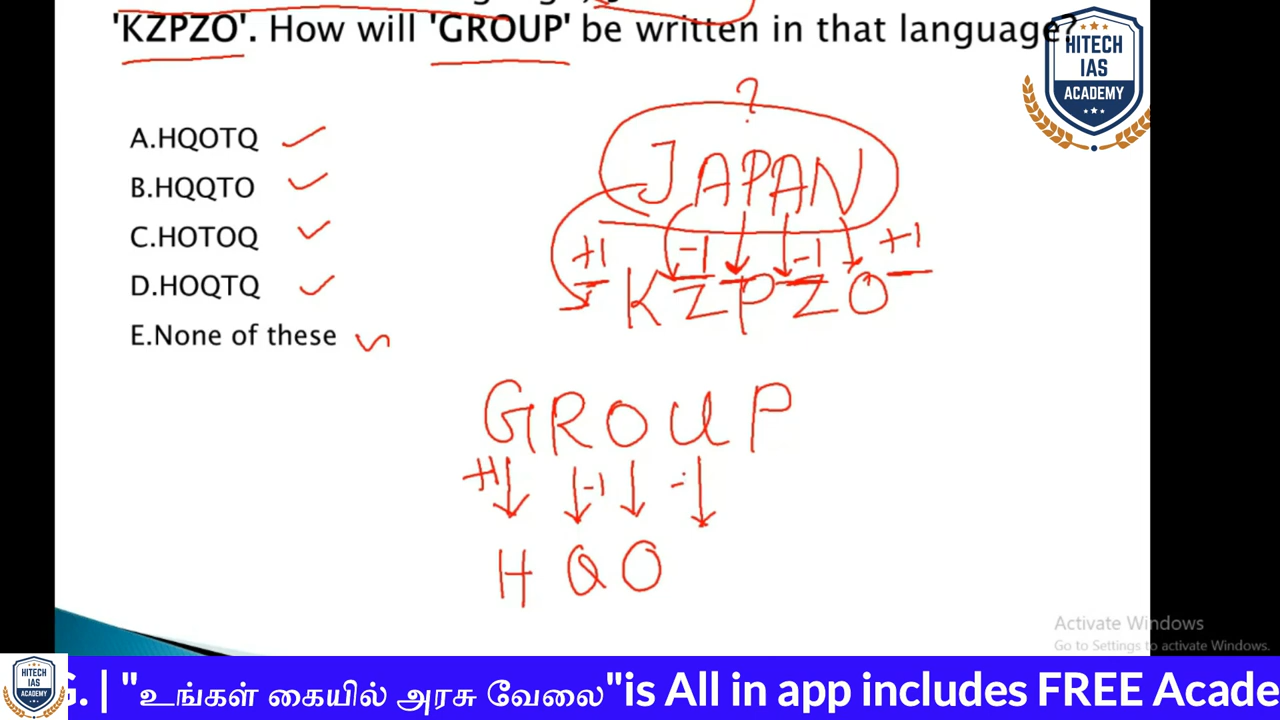 'KZPZO'. How will 'GROUP' be written in that language?
HITECH
IAS
ACADEMY
A.HQOTQ
B.HQQTO
C.HOTOQ
D.HOQTQ
E.None of these
?
JAPAN
+1 -1 -1 +1
KZPZO
GROUP
+1 -1 -
HQO
Activate Windows
Go to Settings to activate Windows.
HITECH
IAS
ACADEMY
G. | "உங்கள் கையில் அரசு வேலை"is All in app includes FREE Acade